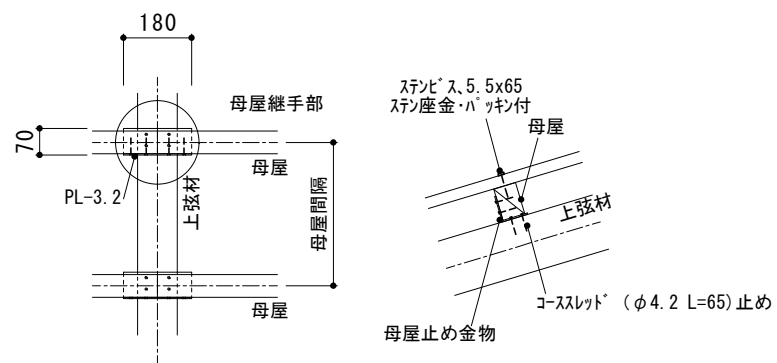 180
母屋継手部
70
母屋
PL-3.2
上弦材
母屋間隔
母屋
ステンビス、5.5x65
ステン座金・パッキン付
母屋
上弦材
コーススレッド (φ4.2 L=65) 止め
母屋止め金物